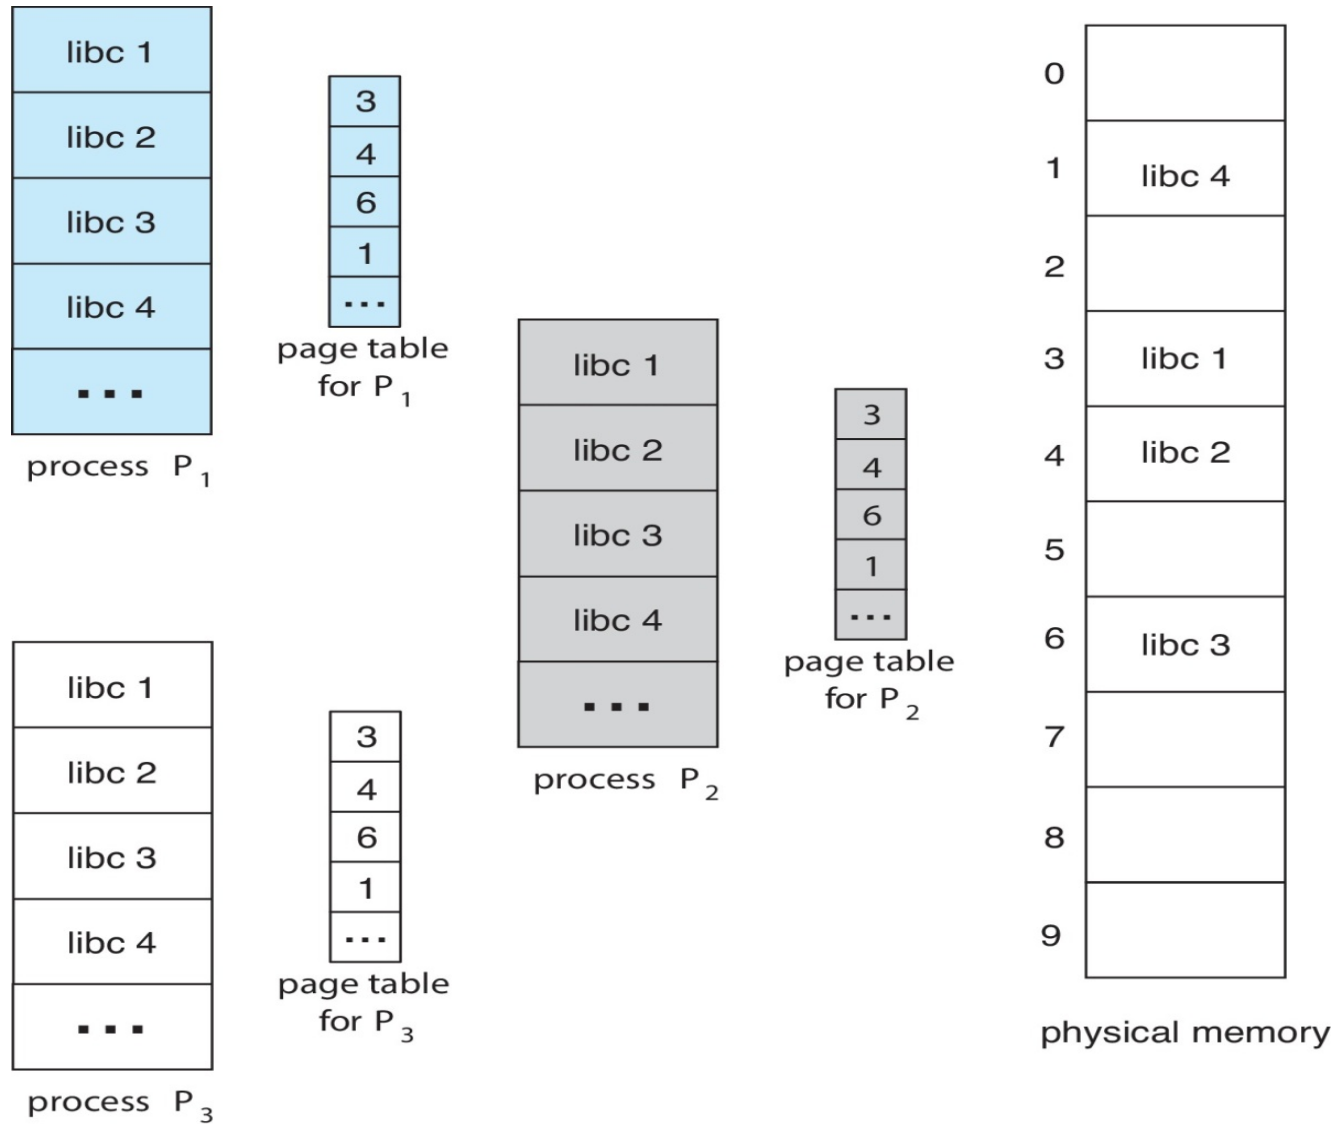 libc 1
libc 2
libc 3
libc 4
...
process P1
3
4
6
1
...
page table
for P1
libc 1
libc 2
libc 3
libc 4
...
process P2
3
4
6
1
...
page table
for P2
libc 1
libc 2
libc 3
libc 4
...
process P3
3
4
6
1
...
page table
for P3
0
1 libc 4
2
3 libc 1
4 libc 2
5
6 libc 3
7
8
9
physical memory